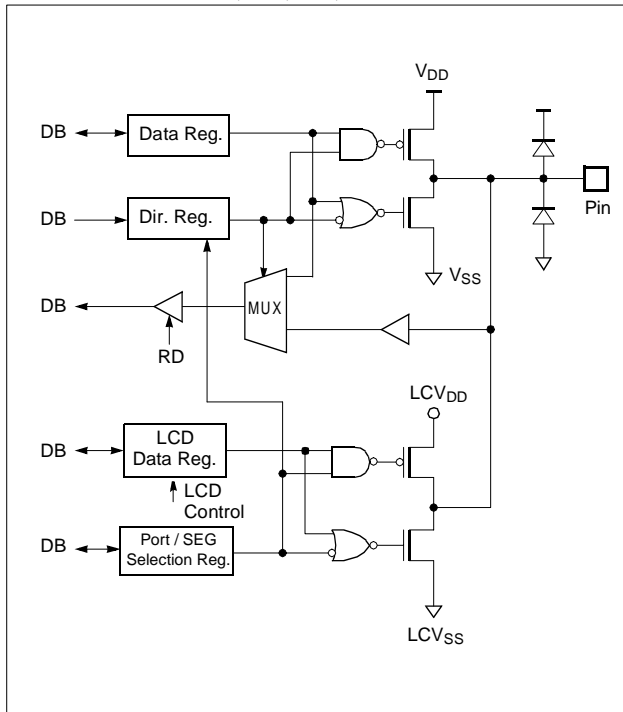 VDD
DB
Data Reg.
DB
Dir. Reg.
Pin
VSS
DB
MUX
RD
LCVDD
DB
LCD
Data Reg.
LCD
Control
DB
Port / SEG
Selection Reg.
LCVSS